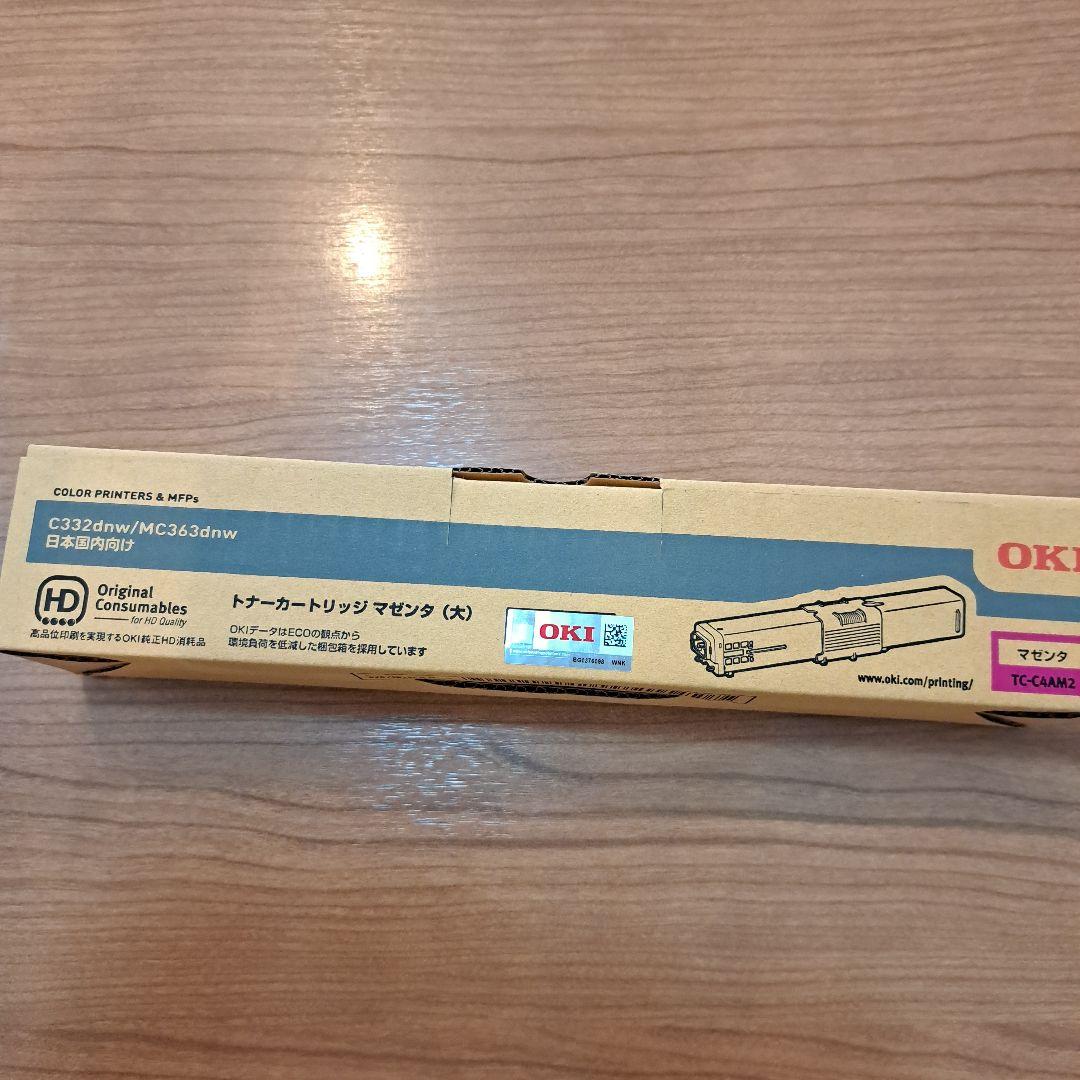 COLOR PRINTERS & MFPs
C332dnw/MC363dnw
日本国内向け
OKI
HD
Original
Consumables
for HD Quality
高品位印刷を実現するOKI純正HD消耗品
トナーカートリッジ マゼンタ（大）
OKIデータはECOの観点から
環境負荷を低減した梱包箱を採用しています
OKI
BG0376098 WNK
www.oki.com/printing/
マゼンタ
TC-C4AM2